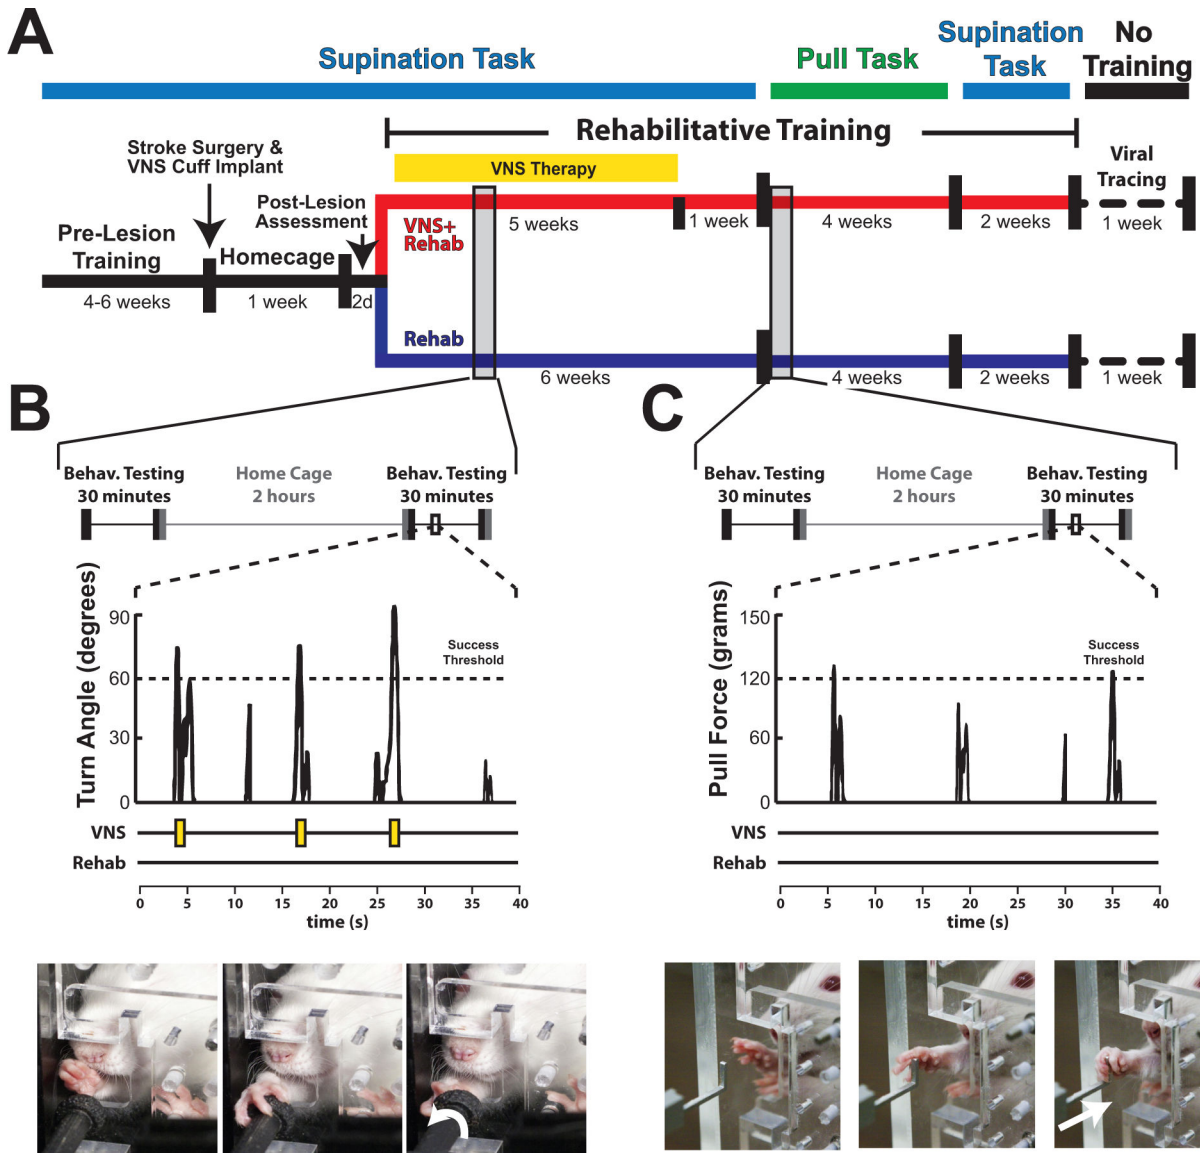 A
Supination Task
Pull Task
Supination
Task
No
Training
Rehabilitative Training
Stroke Surgery &
VNS Cuff Implant
VNS Therapy
Viral
Tracing
Post-Lesion
Assessment
Pre-Lesion
Training
Homecage
VNS+
Rehab
5 weeks
1 week
4 weeks
2 weeks
1 week
4-6 weeks
1 week
2d
Rehab
6 weeks
4 weeks
2 weeks
1 week
B
Behav. Testing
30 minutes
Home Cage
2 hours
Behav. Testing
30 minutes
Turn Angle (degrees)
90
60
30
0
Success
Threshold
VNS
Rehab
0 5 10 15 20 25 30 35 40
time (s)
C
Behav. Testing
30 minutes
Home Cage
2 hours
Behav. Testing
30 minutes
Pull Force (grams)
150
120
60
0
Success
Threshold
VNS
Rehab
0 5 10 15 20 25 30 35 40
time (s)